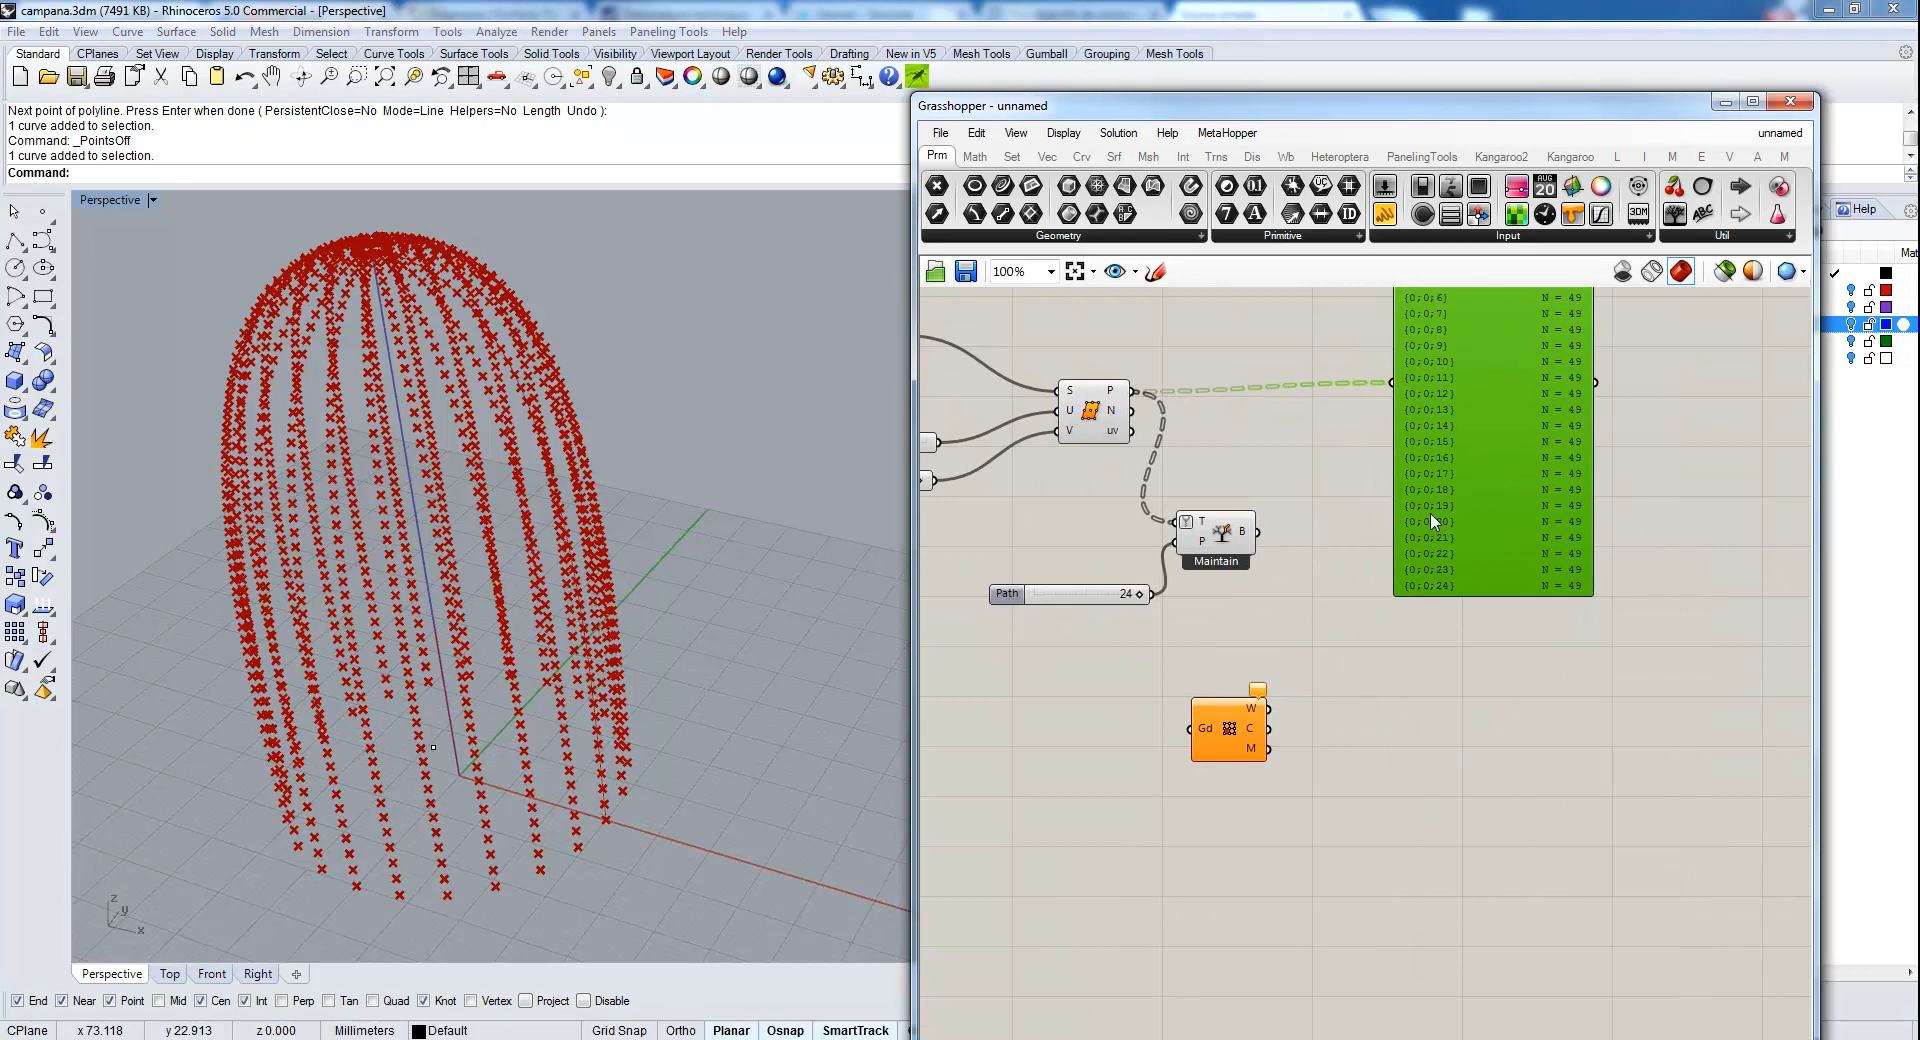 campana.3dm (7491 KB) - Rhinoceros 5.0 Commercial - [Perspective]
File Edit View Curve Surface Solid Mesh Dimension Transform Tools Analyze Render Panels Paneling Tools Help
Standard CPlanes Set View Display Transform Select Curve Tools Surface Tools Solid Tools Visibility Viewport Layout Render Tools Drafting New in V5 Mesh Tools Gumball Grouping Mesh Tools
Next point of polyline. Press Enter when done ( PersistentClose=No Mode=Line Helpers=No Length Undo ):
1 curve added to selection.
Command: _PointsOff
1 curve added to selection.
Command:
Perspective
z
y
x
Perspective Top Front Right
End Near Point Mid Cen Int Perp Tan Quad Knot Vertex Project Disable
CPlane x 73.118 y 22.913 z 0.000 Millimeters Default Grid Snap Ortho Planar Osnap SmartTrack
Grasshopper - unnamed
File Edit View Display Solution Help MetaHopper unnamed
Prm Math Set Vec Crv Srf Msh Int Trns Dis Wb Heteroptera PanelingTools Kangaroo2 Kangaroo L I M E V A M
Geometry Primitive Input Util
100%
{0;0;6} N = 49
{0;0;7} N = 49
{0;0;8} N = 49
{0;0;9} N = 49
{0;0;10} N = 49
{0;0;11} N = 49
{0;0;12} N = 49
{0;0;13} N = 49
{0;0;14} N = 49
{0;0;15} N = 49
{0;0;16} N = 49
{0;0;17} N = 49
{0;0;18} N = 49
{0;0;19} N = 49
N = 49
{0;0;21} N = 49
{0;0;22} N = 49
{0;0;23} N = 49
{0;0;24} N = 49
S P
U N
V uv
T B
P
Maintain
Path 24
W
Gd C
M
Help
Mat